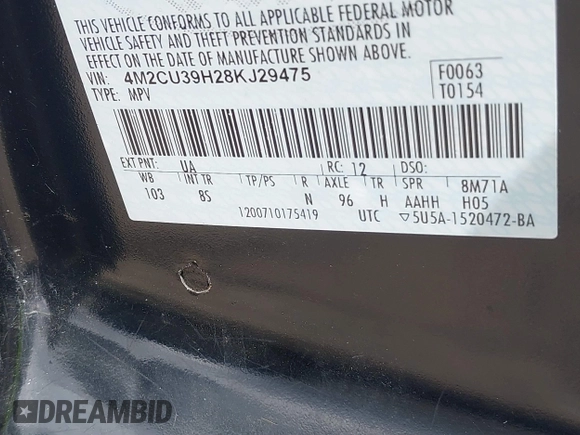 THIS VEHICLE CONFORMS TO ALL APPLICABLE FEDERAL MOTOR
VEHICLE SAFETY AND THEFT PREVENTION STANDARDS IN
EFFECT ON THE DATE OF MANUFACTURE SHOWN ABOVE.
VIN: 4M2CU39H28KJ29475
TYPE: MPV
F0063
T0154
EXT PNT: UA RC: 12 DSO:
WB INT TR TP/PS R AXLE TR SPR 8M71A
103 8S N 96 H AAHH H05
1200710175419 UTC ▽5U5A-1520472-BA
DREAMBID